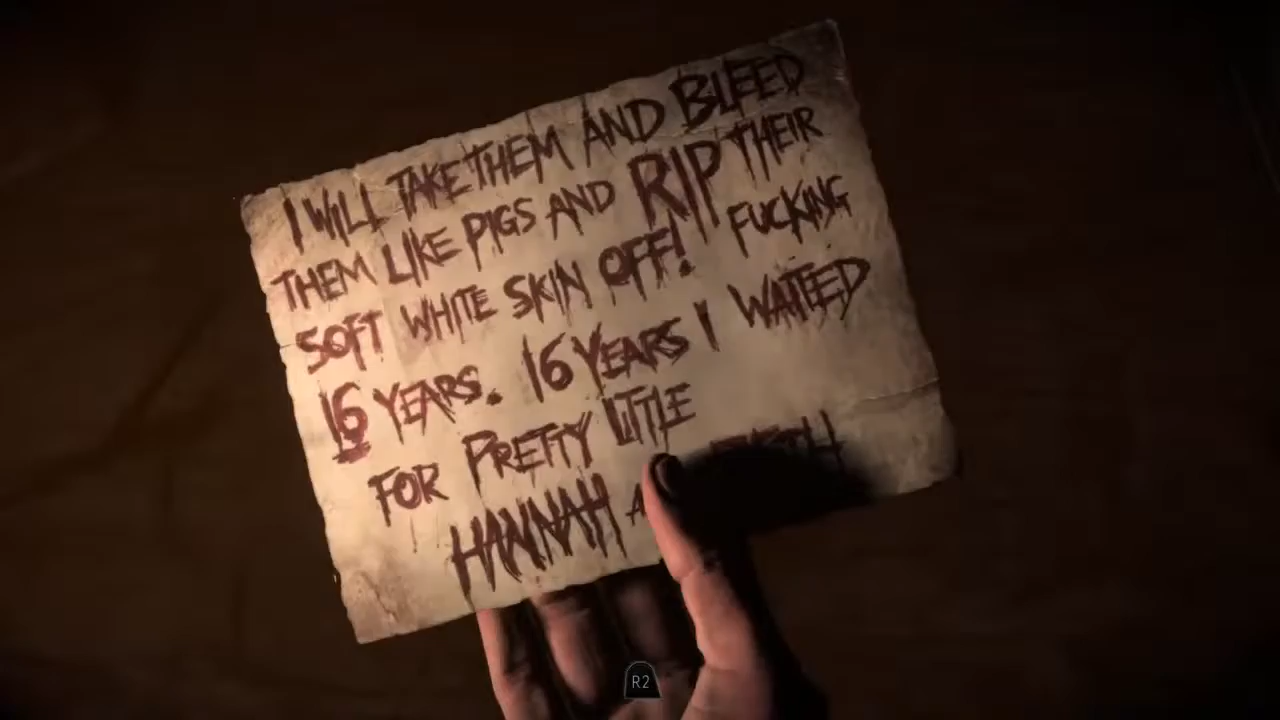 I WILL TAKE THEM AND BLEED
THEM LIKE PIGS AND RIP THEIR
SOFT WHITE SKIN OFF! FUCKING
16 YEARS. 16 YEARS I WAITED
FOR PRETTY LITTLE
HANNAH
R2